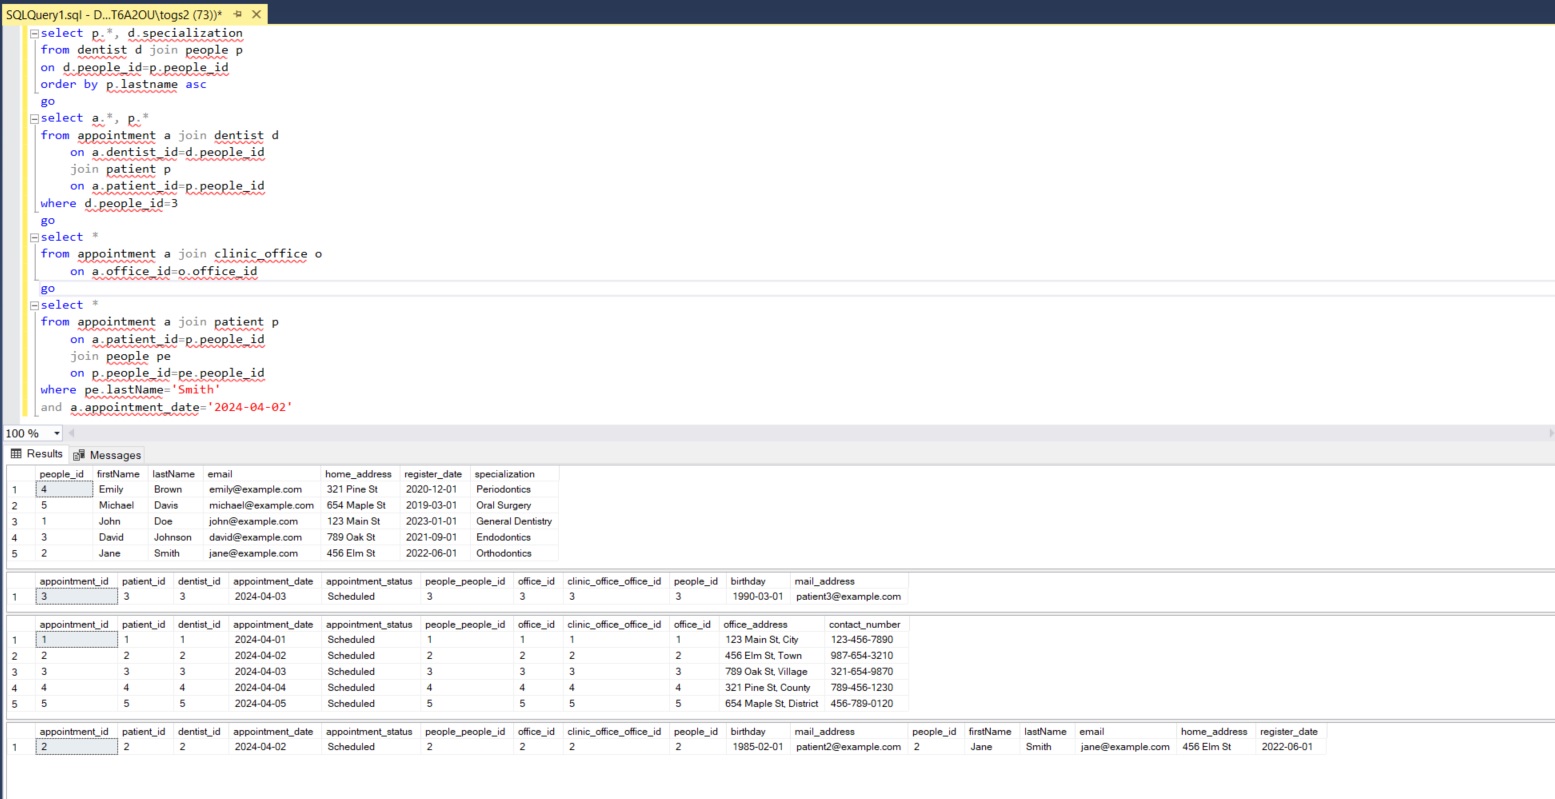 SQLQuery1.sql - D...T6A2OU\togs2 (73))*
select p.*, d.specialization
from dentist d join people p
on d.people_id=p.people_id
order by p.lastname asc
go
select a.*, p.*
from appointment a join dentist d
on a.dentist_id=d.people_id
join patient p
on a.patient_id=p.people_id
where d.people_id=3
go
select *
from appointment a join clinic_office o
on a.office_id=o.office_id
go
select *
from appointment a join patient p
on a.patient_id=p.people_id
join people pe
on p.people_id=pe.people_id
where pe.lastName='Smith'
and a.appointment_date='2024-04-02'
100 %
Results Messages
people_id firstName lastName email home_address register_date specialization
1 4 Emily Brown emily@example.com 321 Pine St 2020-12-01 Periodontics
2 5 Michael Davis michael@example.com 654 Maple St 2019-03-01 Oral Surgery
3 1 John Doe john@example.com 123 Main St 2023-01-01 General Dentistry
4 3 David Johnson david@example.com 789 Oak St 2021-09-01 Endodontics
5 2 Jane Smith jane@example.com 456 Elm St 2022-06-01 Orthodontics
appointment_id patient_id dentist_id appointment_date appointment_status people_people_id office_id clinic_office_office_id people_id birthday mail_address
1 3 3 3 2024-04-03 Scheduled 3 3 3 3 1990-03-01 patient3@example.com
appointment_id patient_id dentist_id appointment_date appointment_status people_people_id office_id clinic_office_office_id office_id office_address contact_number
1 1 1 1 2024-04-01 Scheduled 1 1 1 1 123 Main St, City 123-456-7890
2 2 2 2 2024-04-02 Scheduled 2 2 2 2 456 Elm St, Town 987-654-3210
3 3 3 3 2024-04-03 Scheduled 3 3 3 3 789 Oak St, Village 321-654-9870
4 4 4 4 2024-04-04 Scheduled 4 4 4 4 321 Pine St, County 789-456-1230
5 5 5 5 2024-04-05 Scheduled 5 5 5 5 654 Maple St, District 456-789-0120
appointment_id patient_id dentist_id appointment_date appointment_status people_people_id office_id clinic_office_office_id people_id birthday mail_address people_id firstName lastName email home_address register_date
1 2 2 2 2024-04-02 Scheduled 2 2 2 2 1985-02-01 patient2@example.com 2 Jane Smith jane@example.com 456 Elm St 2022-06-01